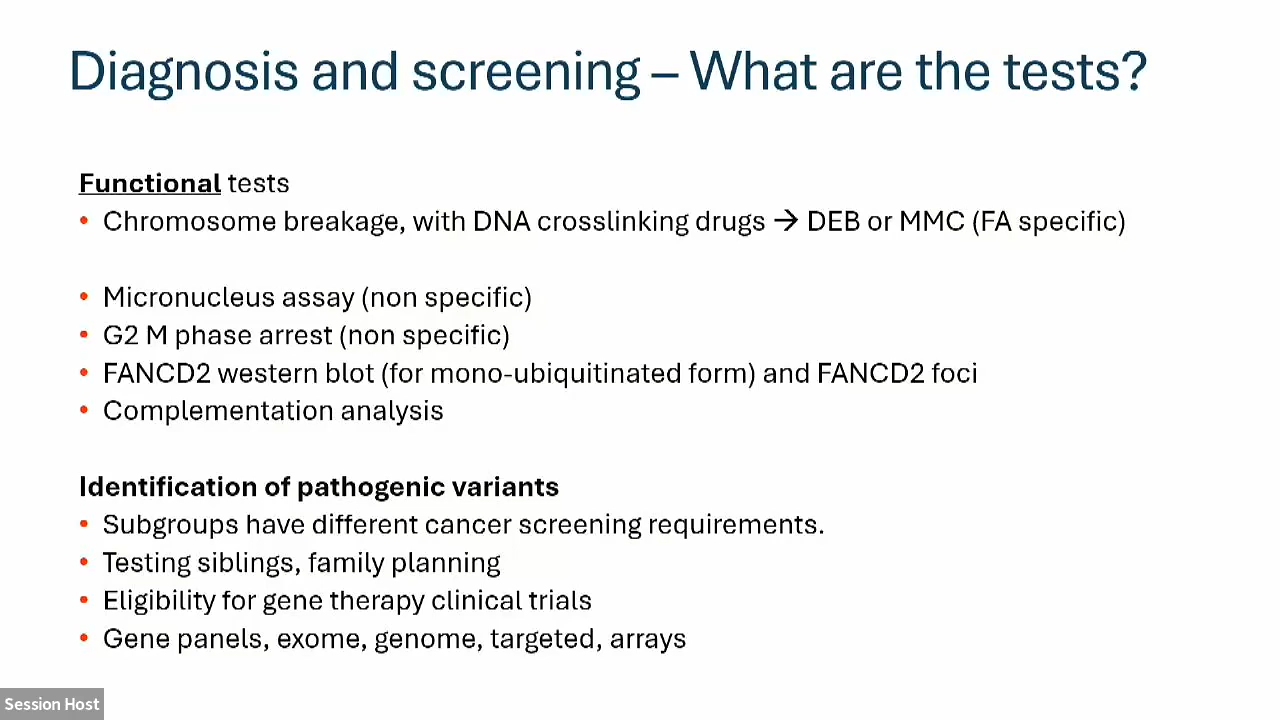 Diagnosis and screening – What are the tests?
Functional tests
• Chromosome breakage, with DNA crosslinking drugs → DEB or MMC (FA specific)
• Micronucleus assay (non specific)
• G2 M phase arrest (non specific)
• FANCD2 western blot (for mono-ubiquitinated form) and FANCD2 foci
• Complementation analysis
Identification of pathogenic variants
• Subgroups have different cancer screening requirements.
• Testing siblings, family planning
• Eligibility for gene therapy clinical trials
• Gene panels, exome, genome, targeted, arrays
Session Host